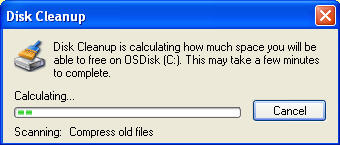 Disk Cleanup
Disk Cleanup is calculating how much space you will be
able to free on OSDisk (C:). This may take a few minutes
to complete.
Calculating...
Cancel
Scanning: Compress old files